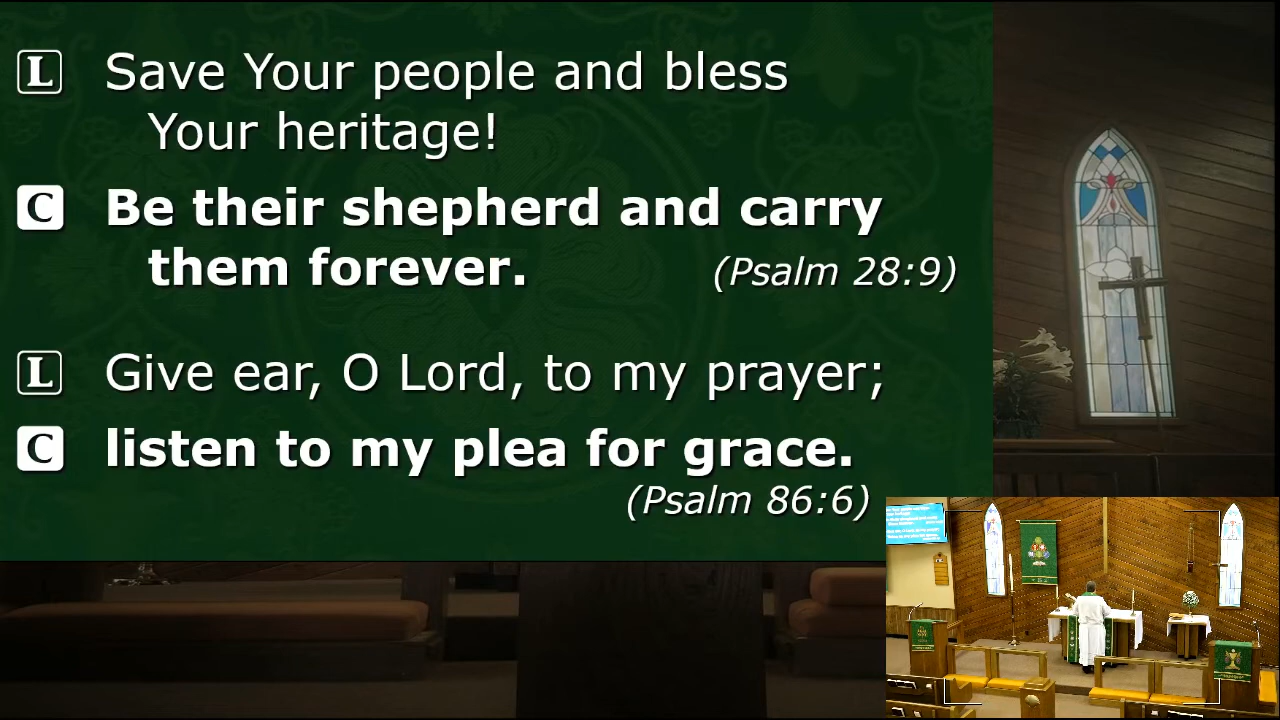 L Save Your people and bless
Your heritage!
C Be their shepherd and carry
them forever. (Psalm 28:9)
L Give ear, O Lord, to my prayer;
C listen to my plea for grace.
(Psalm 86:6)